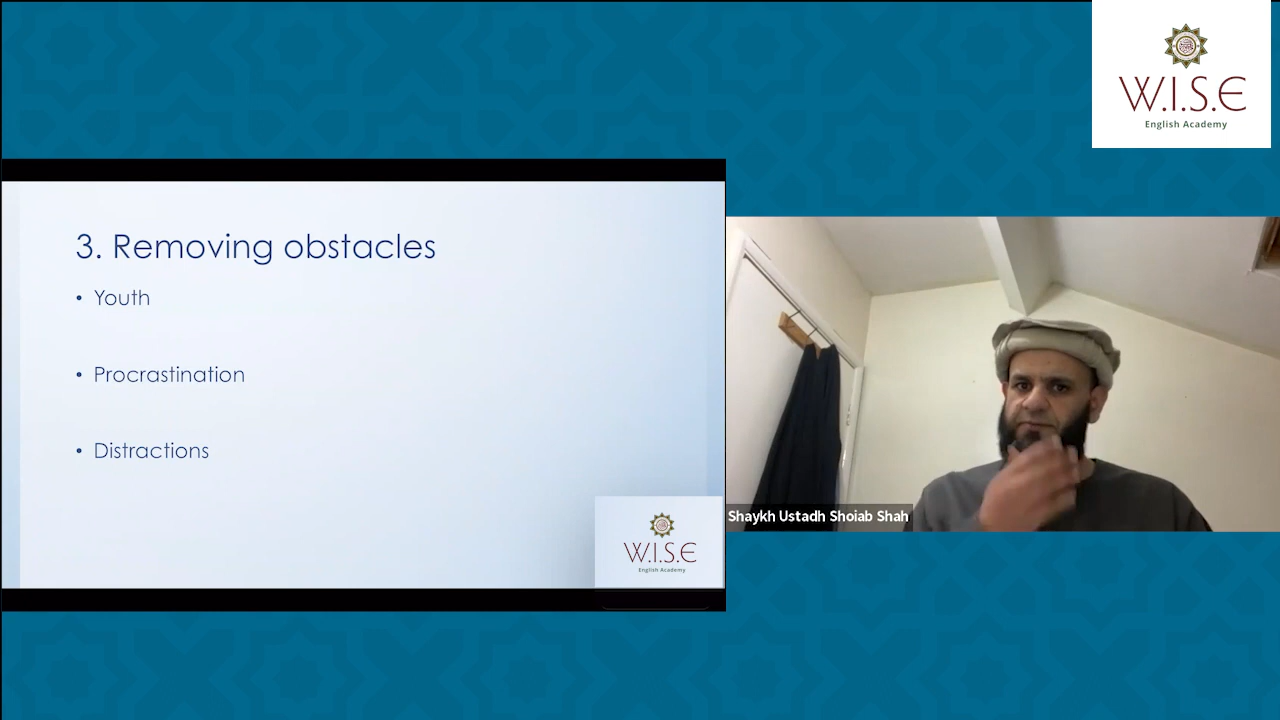 W.I.S.E
English Academy
3. Removing obstacles
• Youth
• Procrastination
• Distractions
W.I.S.E
English Academy
Shaykh Ustadh Shoiab Shah